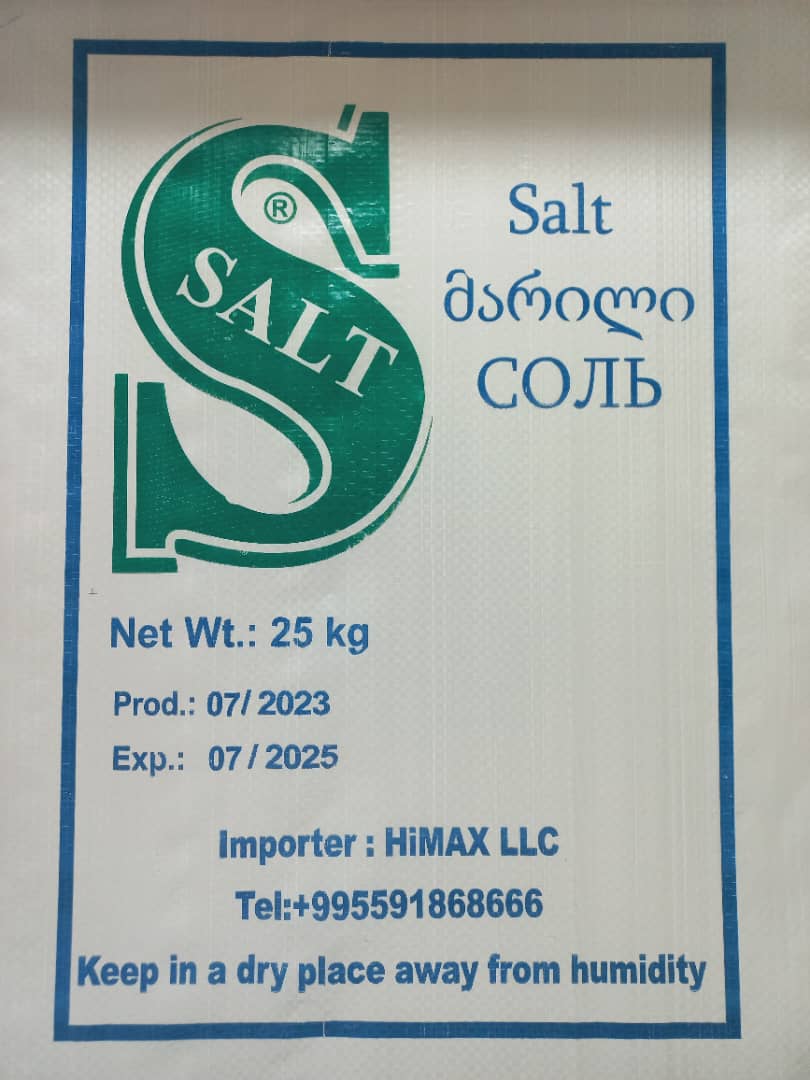 ®
SALT
Salt
მარილი
СОЛЬ
Net Wt.: 25 kg
Prod.: 07/ 2023
Exp.: 07 / 2025
Importer : HiMAX LLC
Tel:+995591868666
Keep in a dry place away from humidity